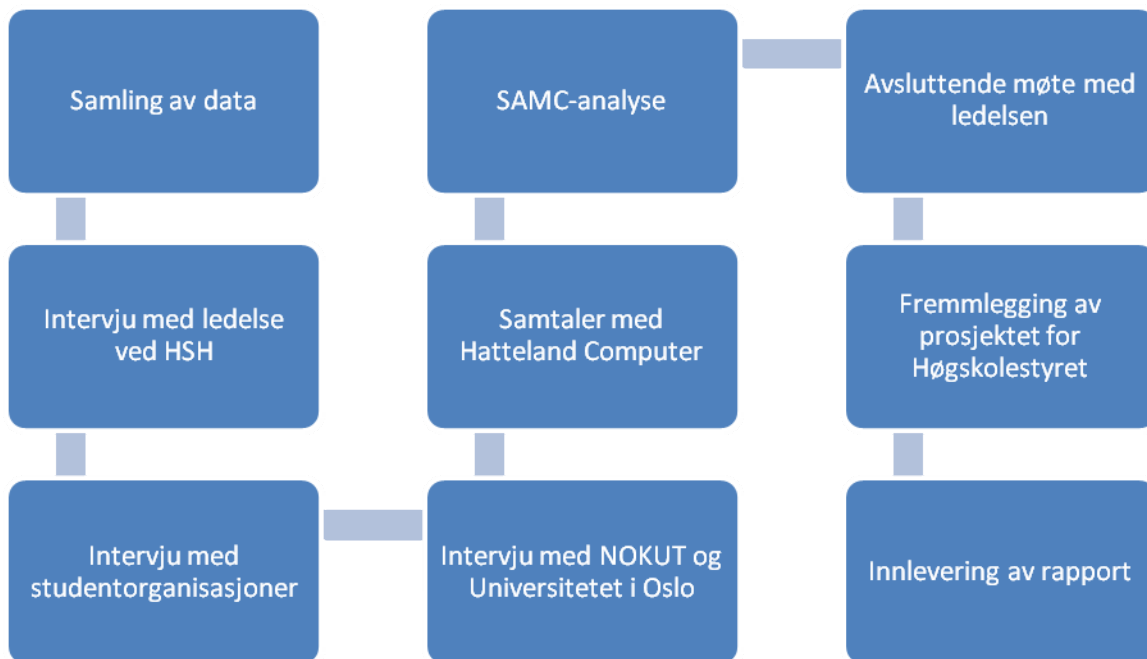 Samling av data
Intervju med ledelse
ved HSH
Intervju med
studentorganisasjoner
Intervju med NOKUT og
Universitetet i Oslo
Samtaler med
Hatteland Computer
SAMC-analyse
Avsluttende møte med
ledelsen
Fremmlegging av
prosjektet for
Høgskolestyret
Innlevering av rapport